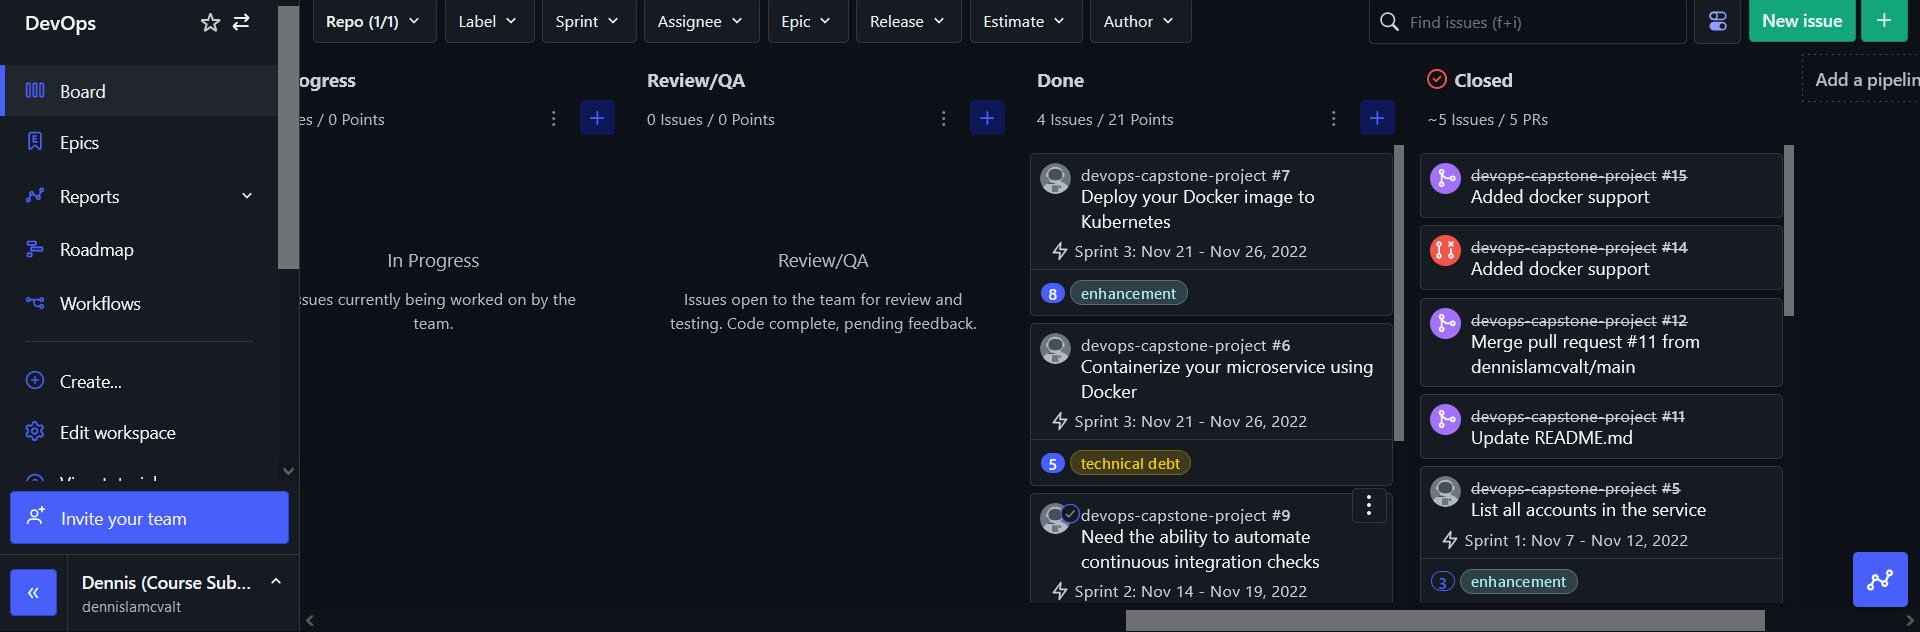 DevOps
Board
Epics
Reports
Roadmap
Workflows
Create...
Edit workspace
Invite your team
Dennis (Course Sub...
dennislamcvalt
Repo (1/1)
Label
Sprint
Assignee
Epic
Release
Estimate
Author
Find issues (f+i)
New issue
ogress
es / 0 Points
In Progress
ssues currently being worked on by the
team.
Review/QA
0 Issues / 0 Points
Review/QA
Issues open to the team for review and
testing. Code complete, pending feedback.
Done
4 Issues / 21 Points
devops-capstone-project #7
Deploy your Docker image to
Kubernetes
Sprint 3: Nov 21 - Nov 26, 2022
8 enhancement
devops-capstone-project #6
Containerize your microservice using
Docker
Sprint 3: Nov 21 - Nov 26, 2022
5 technical debt
devops-capstone-project #9
Need the ability to automate
continuous integration checks
Sprint 2: Nov 14 - Nov 19, 2022
Closed
~5 Issues / 5 PRs
devops-capstone-project #15
Added docker support
devops-capstone-project #14
Added docker support
devops-capstone-project #12
Merge pull request #11 from
dennislamcvalt/main
devops-capstone-project #11
Update README.md
devops-capstone-project #5
List all accounts in the service
Sprint 1: Nov 7 - Nov 12, 2022
3 enhancement
Add a pipelin